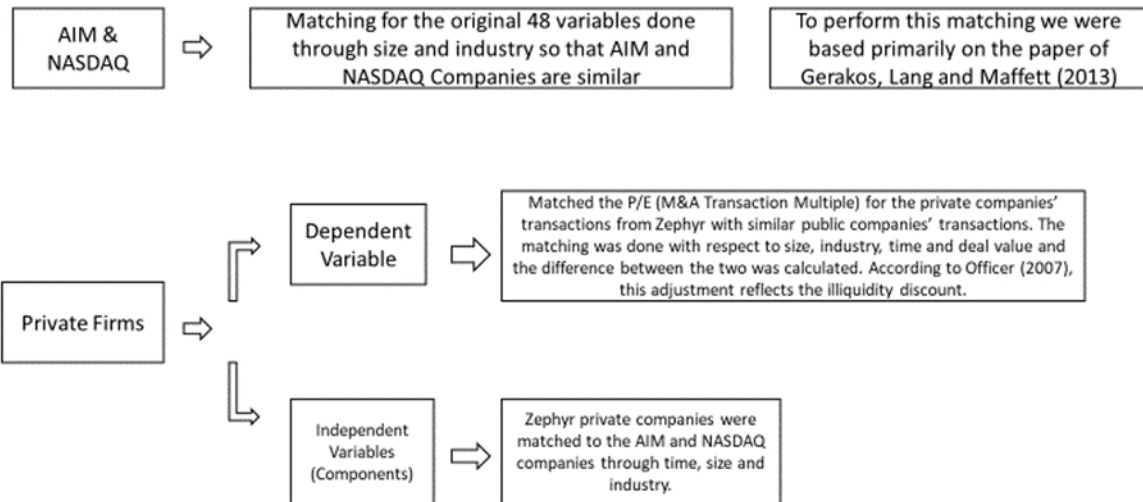 AIM &
NASDAQ
Matching for the original 48 variables done
through size and industry so that AIM and
NASDAQ Companies are similar
To perform this matching we were
based primarily on the paper of
Gerakos, Lang and Maffett (2013)
Private Firms
Dependent
Variable
Matched the P/E (M&A Transaction Multiple) for the private companies’
transactions from Zephyr with similar public companies’ transactions. The
matching was done with respect to size, industry, time and deal value and
the difference between the two was calculated. According to Officer (2007),
this adjustment reflects the illiquidity discount.
Independent
Variables
(Components)
Zephyr private companies were
matched to the AIM and NASDAQ
companies through time, size and
industry.